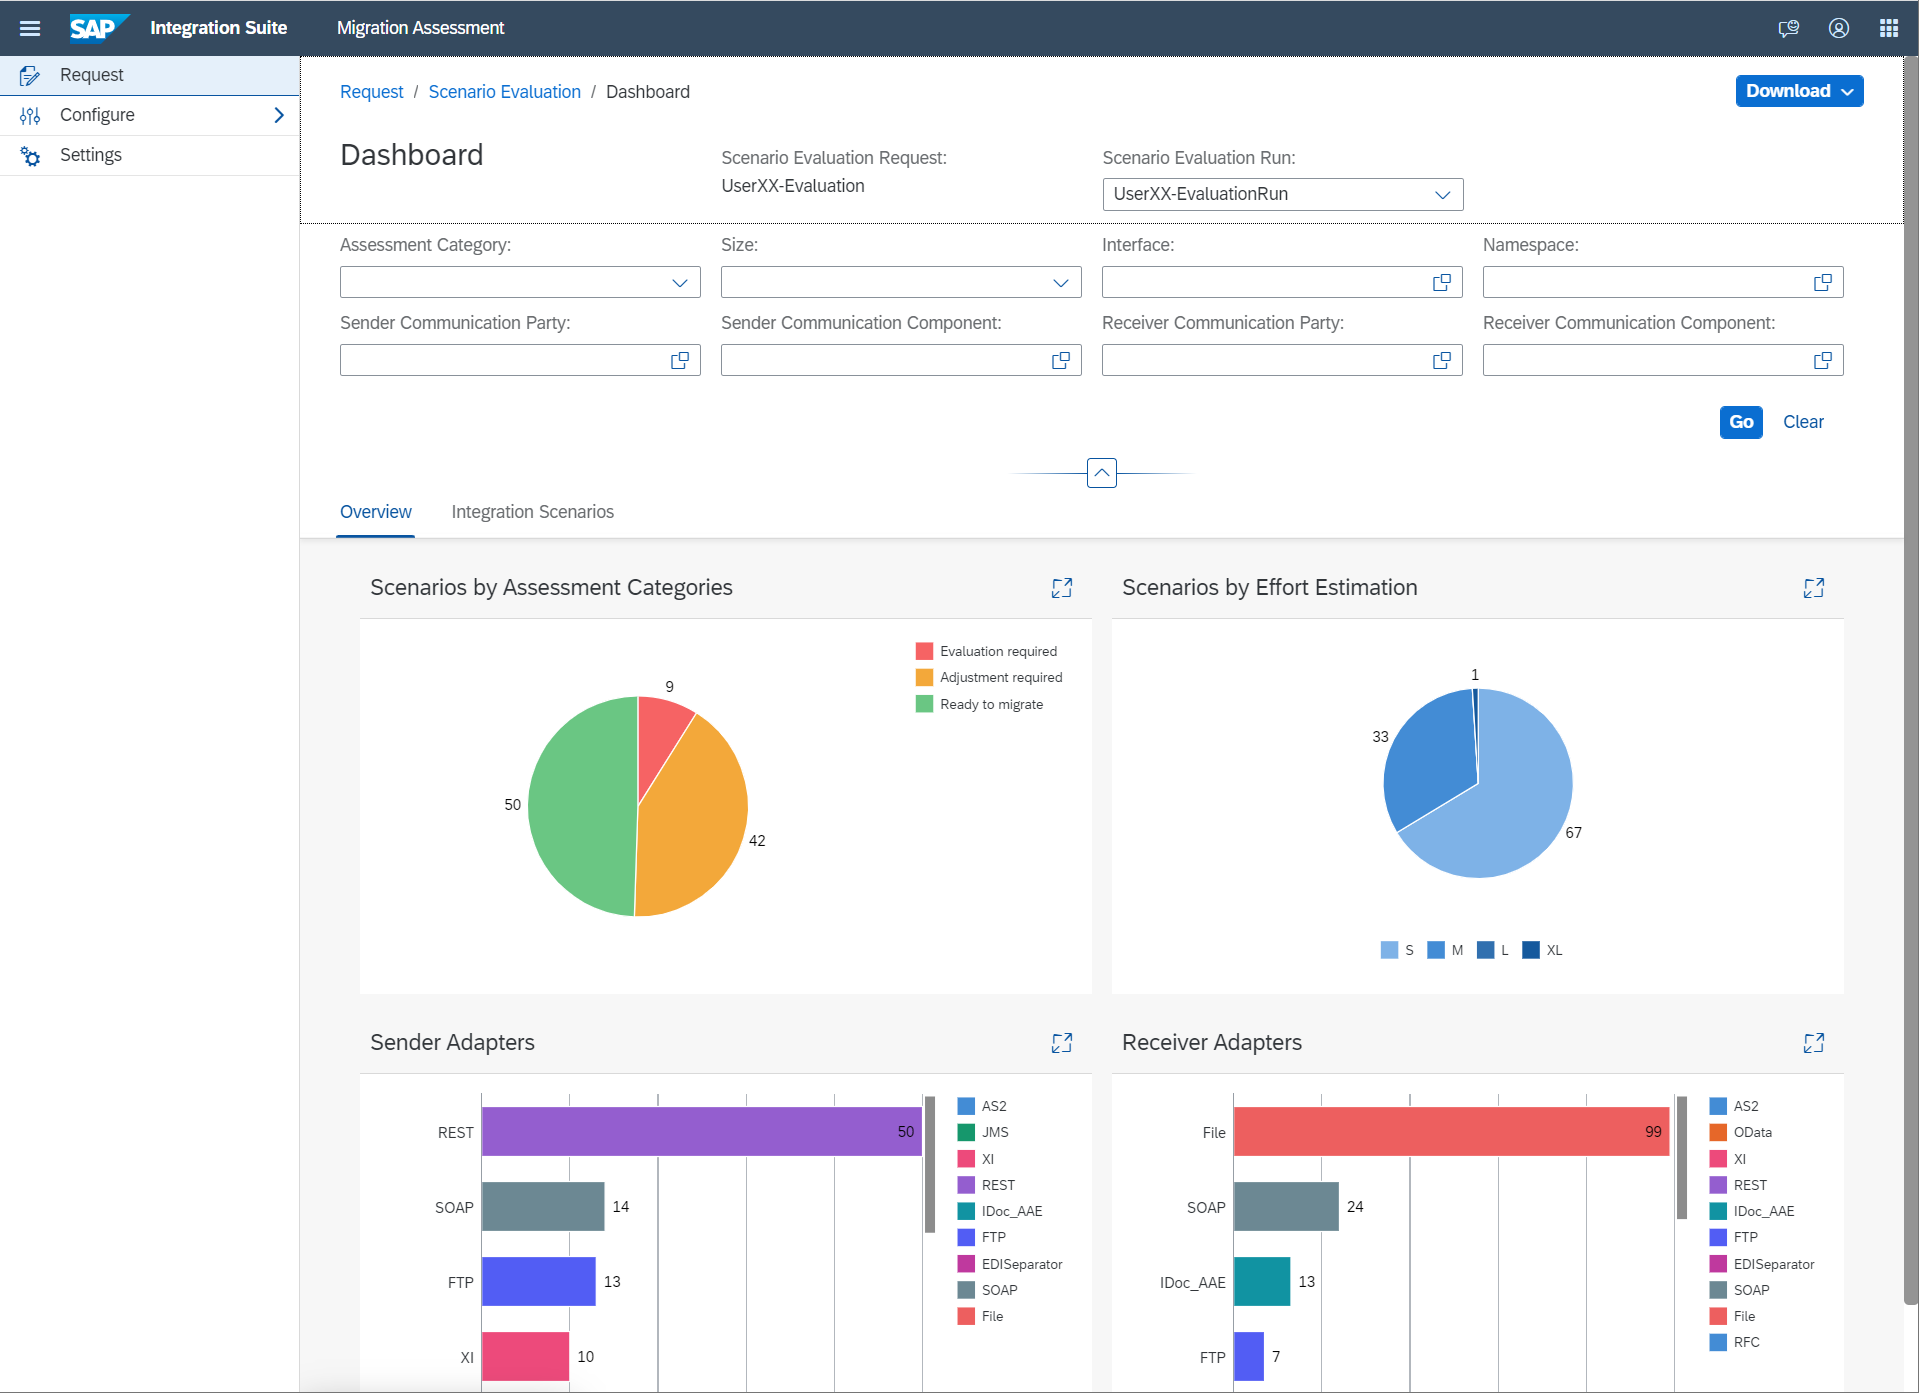 SAP Integration Suite Migration Assessment
Request
Configure
Settings
Request / Scenario Evaluation / Dashboard
Download
Dashboard
Scenario Evaluation Request:
UserXX-Evaluation
Scenario Evaluation Run:
UserXX-EvaluationRun
Assessment Category:
Size:
Interface:
Namespace:
Sender Communication Party:
Sender Communication Component:
Receiver Communication Party:
Receiver Communication Component:
Go
Clear
Overview
Integration Scenarios
Scenarios by Assessment Categories
Evaluation required
Adjustment required
Ready to migrate
9
50
42
Scenarios by Effort Estimation
1
33
67
S M L XL
Sender Adapters
REST 50
SOAP 14
FTP 13
XI 10
AS2
JMS
XI
REST
IDoc_AAE
FTP
EDISeparator
SOAP
File
Receiver Adapters
File 99
SOAP 24
IDoc_AAE 13
FTP 7
AS2
OData
XI
REST
IDoc_AAE
FTP
EDISeparator
SOAP
File
RFC